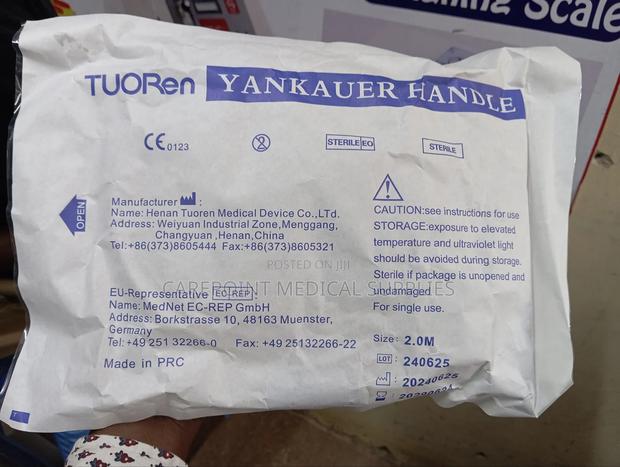 Scale
TUORen YANKAUER HANDLE
CE 0123
STERILE EO
STERILE
OPEN
Manufacturer :
Name: Henan Tuoren Medical Device Co.,LTd.
Address: Weiyuan Industrial Zone,Menggang,
Changyuan,Henan,China
Tel:+86(373)8605444 Fax:+86(373)8605321
EU-Representative EC REP :
Name: MedNet EC-REP GmbH
Address: Borkstrasse 10, 48163 Muenster,
Germany
Tel: +49 251 32266-0 Fax: +49 25132266-22
Made in PRC
CAUTION:see instructions for use
STORAGE:exposure to elevated
temperature and ultraviolet light
should be avoided during storage.
Sterile if package is unopened and
undamaged
For single use.
Size: 2.0M
LOT : 240625
: 20240625
POSTED ON JIJI
CAREPOINT MEDICAL SUPPLIES